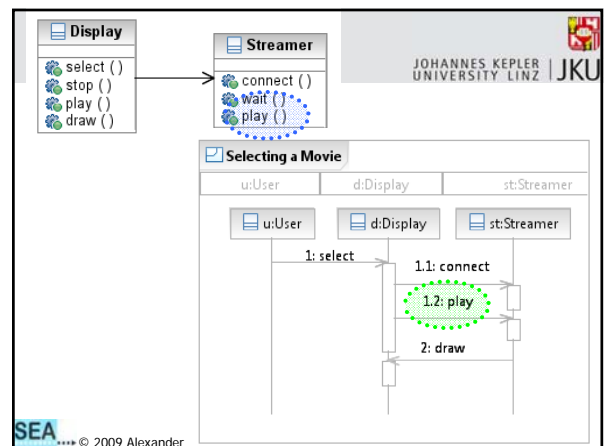 Display
select ( )
stop ( )
play ( )
draw ( )
Streamer
connect ( )
wait ( )
play ( )
JOHANNES KEPLER
UNIVERSITY LINZ
JKU
Selecting a Movie
u:User d:Display st:Streamer
u:User d:Display st:Streamer
1: select
1.1: connect
1.2: play
2: draw
SEA
© 2009 Alexander